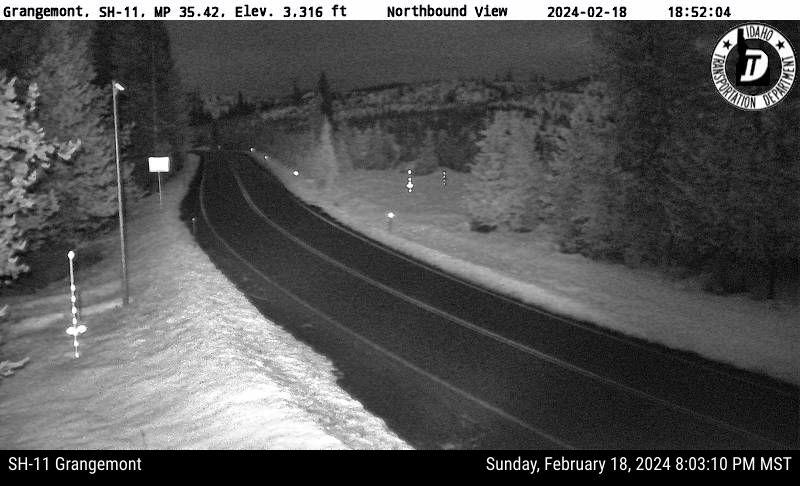 Grangemont, SH-11, MP 35.42, Elev. 3,316 ft Northbound View 2024-02-18 18:52:04
IDAHO
TRANSPORTATION DEPARTMENT
SH-11 Grangemont Sunday, February 18, 2024 8:03:10 PM MST